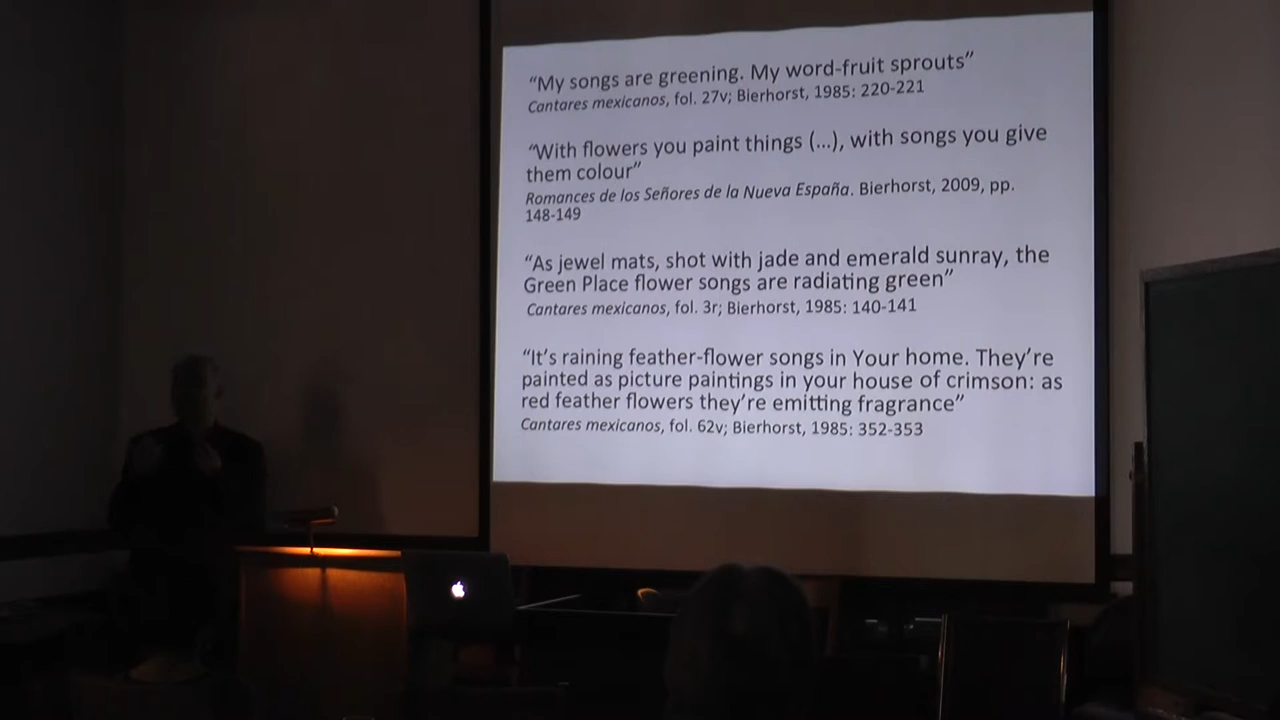 “My songs are greening. My word-fruit sprouts”
Cantares mexicanos, fol. 27v; Bierhorst, 1985: 220-221
“With flowers you paint things (...), with songs you give
them colour”
Romances de los Señores de la Nueva España. Bierhorst, 2009, pp.
148-149
“As jewel mats, shot with jade and emerald sunray, the
Green Place flower songs are radiating green”
Cantares mexicanos, fol. 3r; Bierhorst, 1985: 140-141
“It’s raining feather-flower songs in Your home. They’re
painted as picture paintings in your house of crimson: as
red feather flowers they’re emitting fragrance”
Cantares mexicanos, fol. 62v; Bierhorst, 1985: 352-353